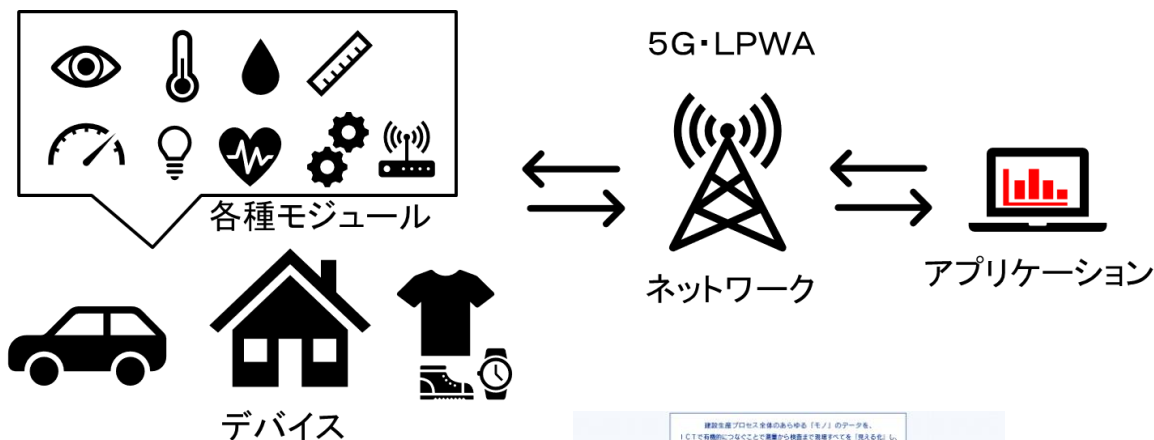 5G・LPWA
各種モジュール
ネットワーク
アプリケーション
デバイス
建設生産プロセス全体のあらゆる「モノ」のデータを、
ICTで有機的につなぐことで測量から検査まで現場すべてを「見える化」し、